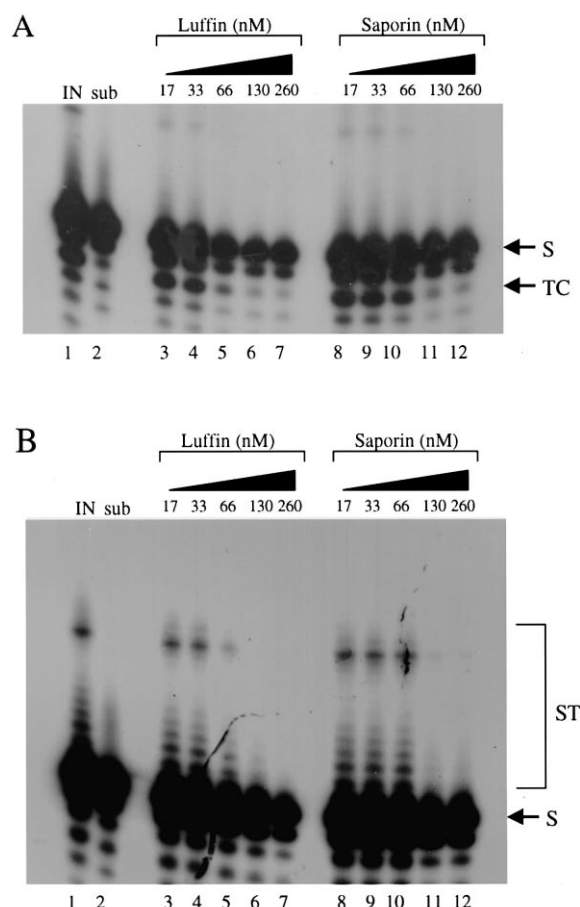 A
Luffin (nM)
Saporin (nM)
IN sub 17 33 66 130 260 17 33 66 130 260
S
TC
1 2 3 4 5 6 7 8 9 10 11 12
B
Luffin (nM)
Saporin (nM)
IN sub 17 33 66 130 260 17 33 66 130 260
ST
S
1 2 3 4 5 6 7 8 9 10 11 12